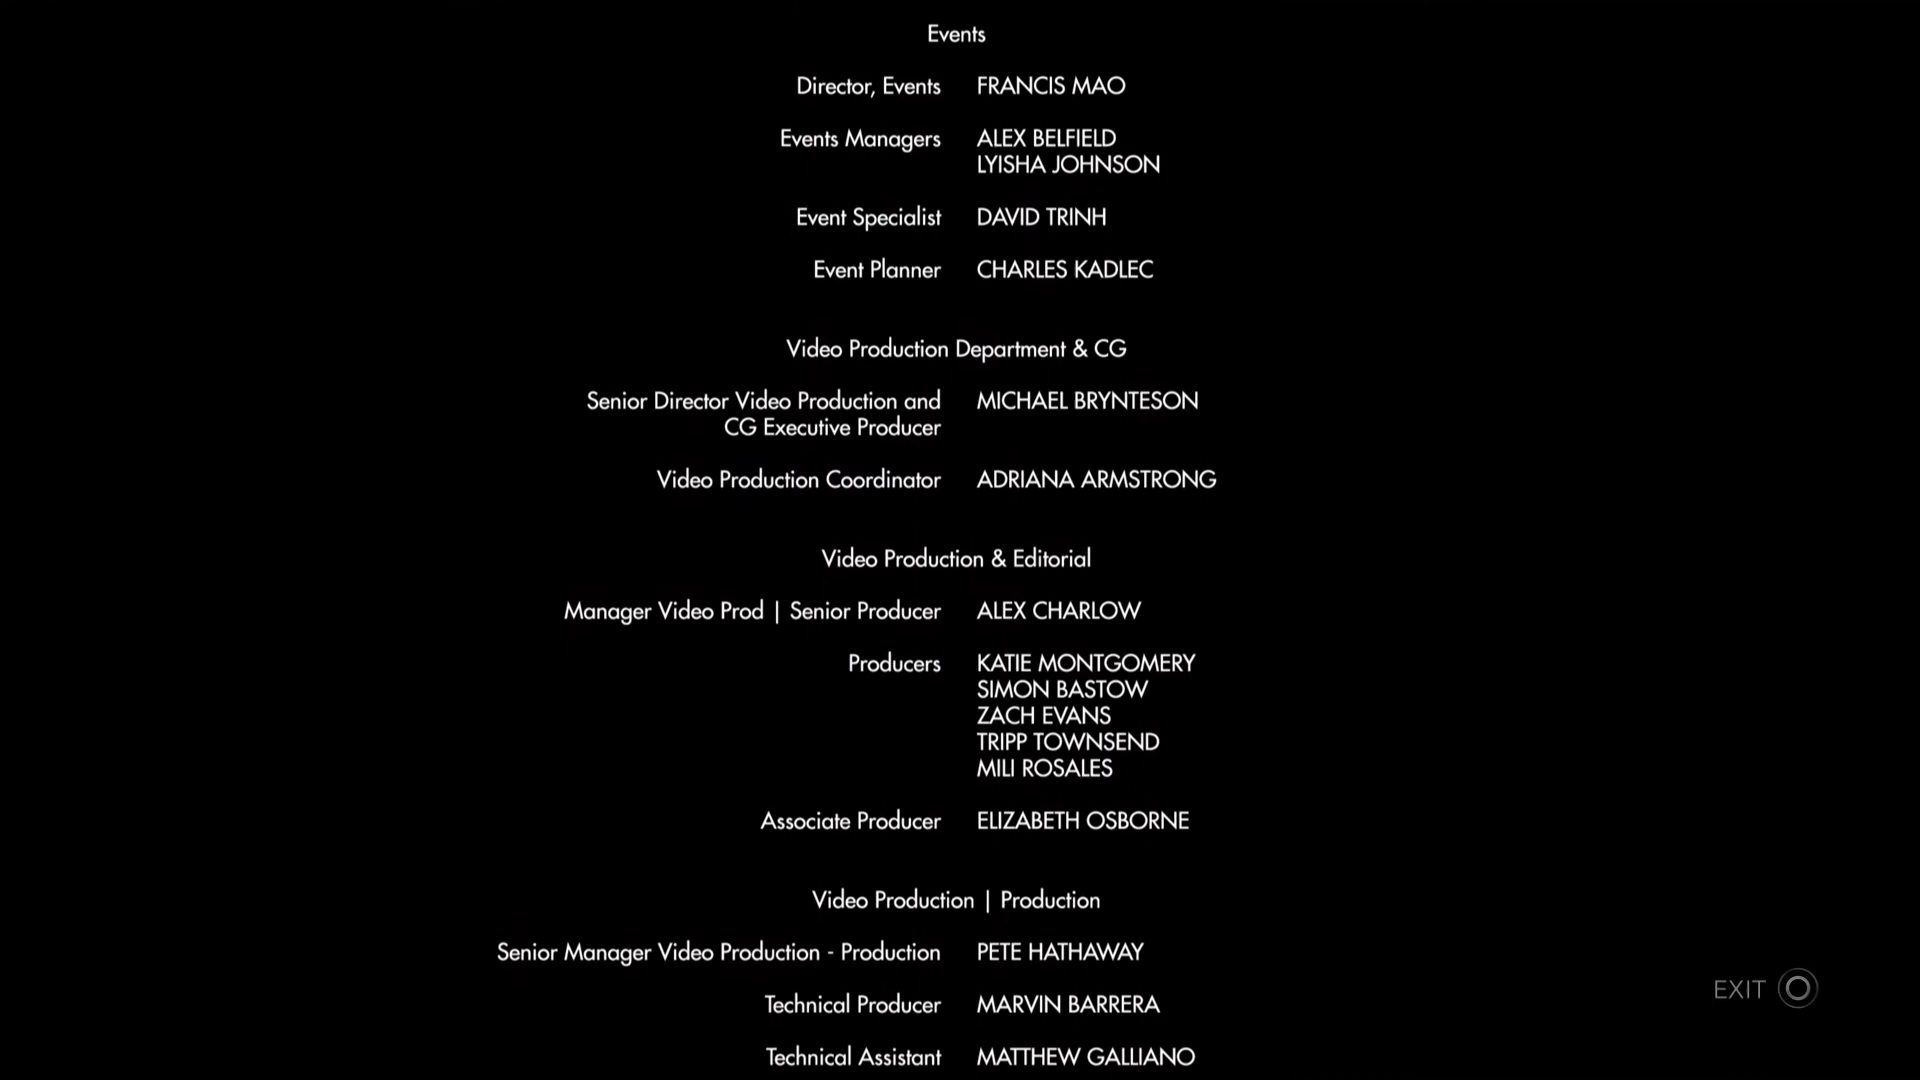 Events
Director, Events FRANCIS MAO
Events Managers ALEX BELFIELD
LYISHA JOHNSON
Event Specialist DAVID TRINH
Event Planner CHARLES KADLEC
Video Production Department & CG
Senior Director Video Production and MICHAEL BRYNTESON
CG Executive Producer
Video Production Coordinator ADRIANA ARMSTRONG
Video Production & Editorial
Manager Video Prod | Senior Producer ALEX CHARLOW
Producers KATIE MONTGOMERY
SIMON BASTOW
ZACH EVANS
TRIPP TOWNSEND
MILI ROSALES
Associate Producer ELIZABETH OSBORNE
Video Production | Production
Senior Manager Video Production - Production PETE HATHAWAY
EXIT
Technical Producer MARVIN BARRERA
Technical Assistant MATTHEW GALLIANO